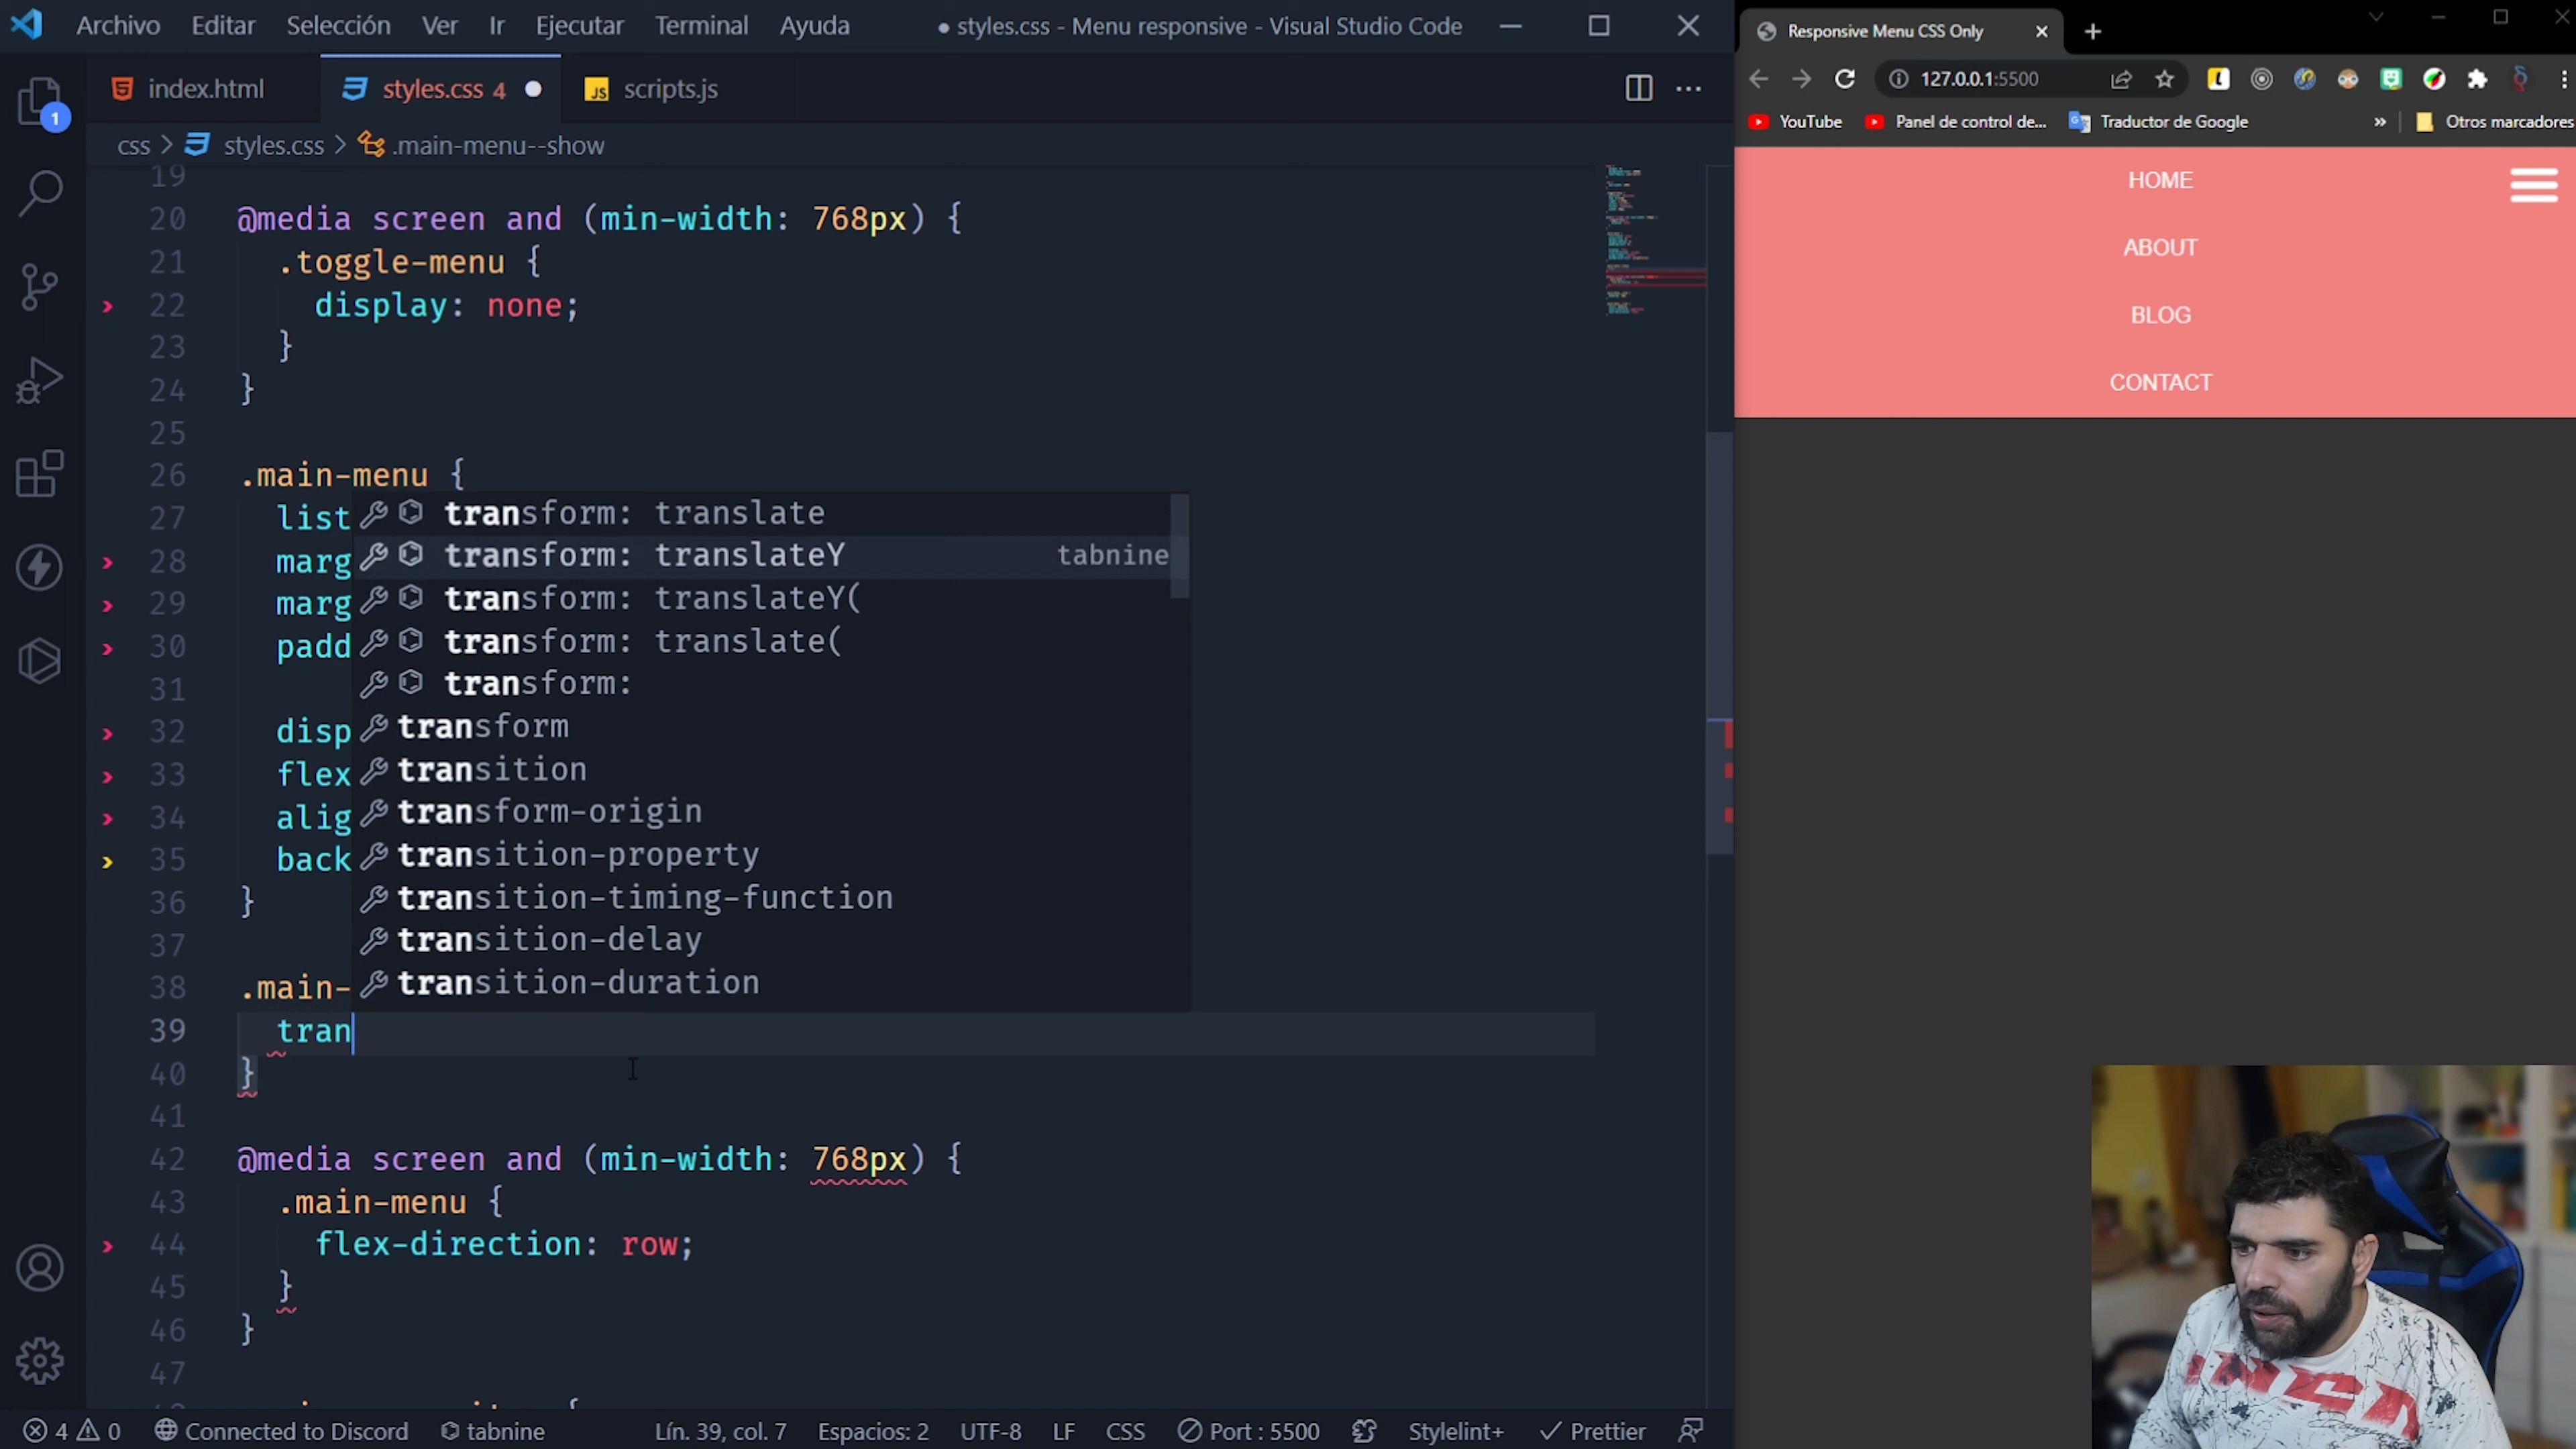 Archivo Editar Selección Ver Ir Ejecutar Terminal Ayuda
● styles.css - Menu responsive - Visual Studio Code
index.html
styles.css 4
JS scripts.js
css > styles.css > .main-menu--show
1
19
20 @media screen and (min-width: 768px) {
21 .toggle-menu {
22 display: none;
23 }
24 }
25
26 .main-menu {
27 list
28 marg
29 marg
30 padd
31
32 disp
33 flex
34 alig
35 back
36 }
37
38 .main-
39 tran
40 }
41
42 @media screen and (min-width: 768px) {
43 .main-menu {
44 flex-direction: row;
45 }
46 }
47
transform: translate
transform: translateY tabnine
transform: translateY(
transform: translate(
transform:
transform
transition
transform-origin
transition-property
transition-timing-function
transition-delay
transition-duration
4 0 Connected to Discord tabnine Lín. 39, col. 7 Espacios: 2 UTF-8 LF CSS Port : 5500 Stylelint+ Prettier
Responsive Menu CSS Only
127.0.0.1:5500
YouTube Panel de control de... Traductor de Google » Otros marcadores
HOME
ABOUT
BLOG
CONTACT